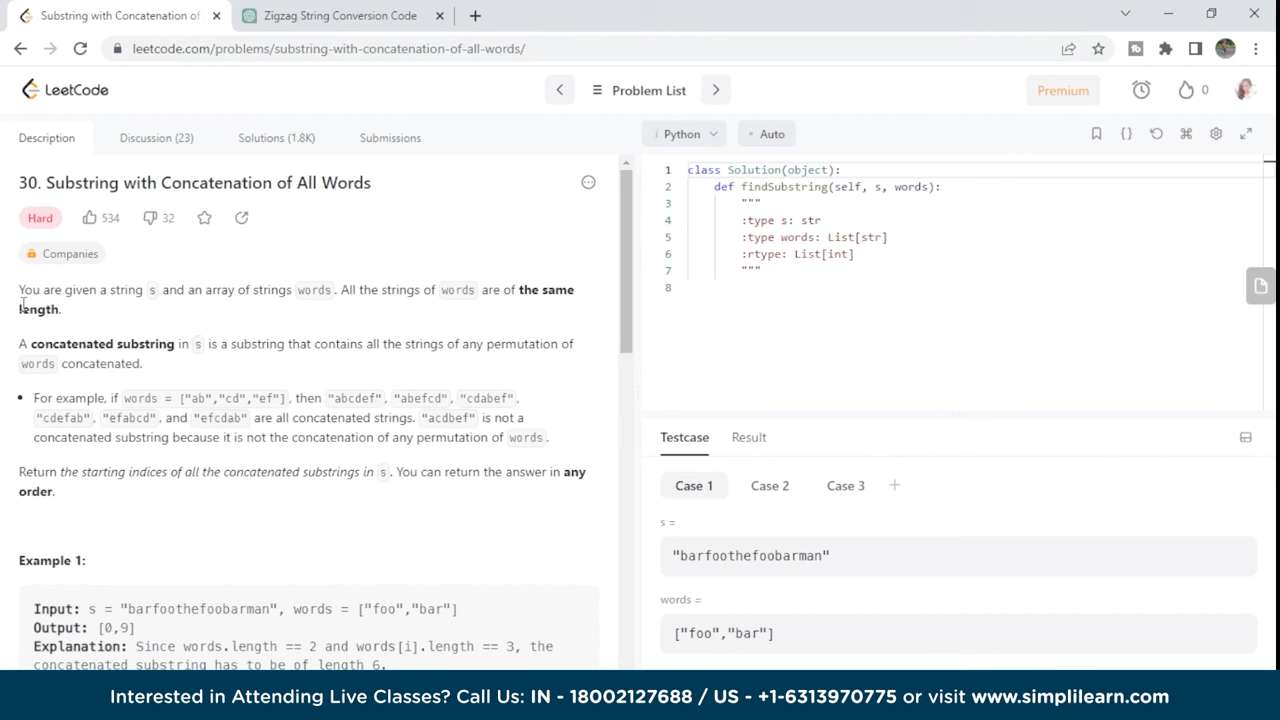 Substring with Concatenation of
Zigzag String Conversion Code
leetcode.com/problems/substring-with-concatenation-of-all-words/
LeetCode
Problem List
Premium
0
Description
Discussion (23)
Solutions (1.8K)
Submissions
i Python
Auto
30. Substring with Concatenation of All Words
Hard
534
32
Companies
You are given a string s and an array of strings words. All the strings of words are of the same
length.
A concatenated substring in s is a substring that contains all the strings of any permutation of
words concatenated.
For example, if words = ["ab","cd","ef"], then "abcdef", "abefcd", "cdabef",
"cdefab", "efabcd", and "efcdab" are all concatenated strings. "acdbef" is not a
concatenated substring because it is not the concatenation of any permutation of words.
Return the starting indices of all the concatenated substrings in s. You can return the answer in any
order.
Example 1:
Input: s = "barfoothefoobarman", words = ["foo","bar"]
Output: [0,9]
Explanation: Since words.length == 2 and words[i].length == 3, the
concatenated substring has to be of length 6.
1 class Solution(object):
2 def findSubstring(self, s, words):
3 """
4 :type s: str
5 :type words: List[str]
6 :rtype: List[int]
7 """
8
Testcase
Result
Case 1
Case 2
Case 3
s =
"barfoothefoobarman"
words =
["foo","bar"]
Interested in Attending Live Classes? Call Us: IN - 18002127688 / US - +1-6313970775 or visit www.simplilearn.com